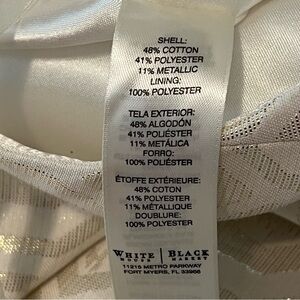 SHELL:
48% COTTON
41% POLYESTER
11% METALLIC
LINING:
100% POLYESTER
TELA EXTERIOR:
48% ALGODÓN
41% POLIÉSTER
11% METÁLICA
FORRO:
100% POLIÉSTER
ÉTOFFE EXTÉRIEURE:
48% COTON
41% POLYESTER
11% MÉTALLIQUE
DOUBLURE:
100% POLYESTER
WHITE | BLACK
HOUSE MARKET
11215 METRO PARKWAY
FORT MYERS, FL 33966